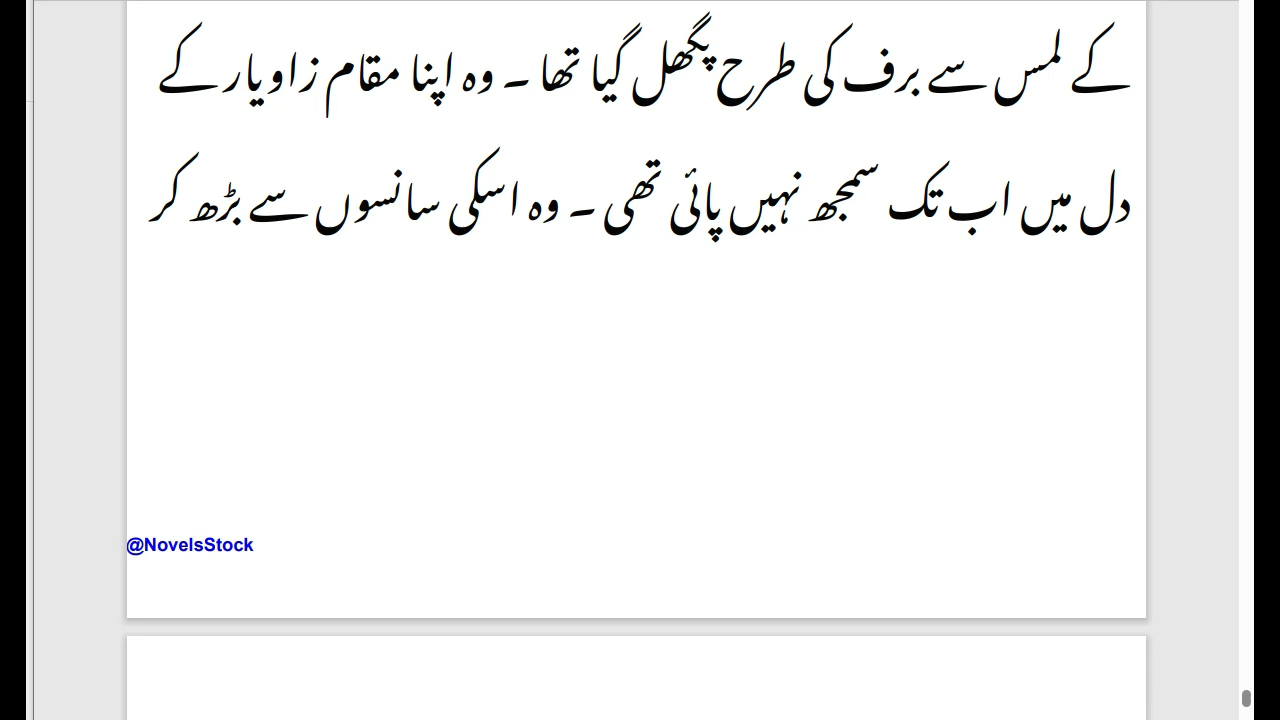 کے لمس سے برف کی طرح پگھل گیا تھا ۔ وہ اپنا مقام زاویار کے
دل میں اب تک سمجھ نہیں پائی تھی ۔ وہ اسکی سانسوں سے بڑھ کر
@NovelsStock